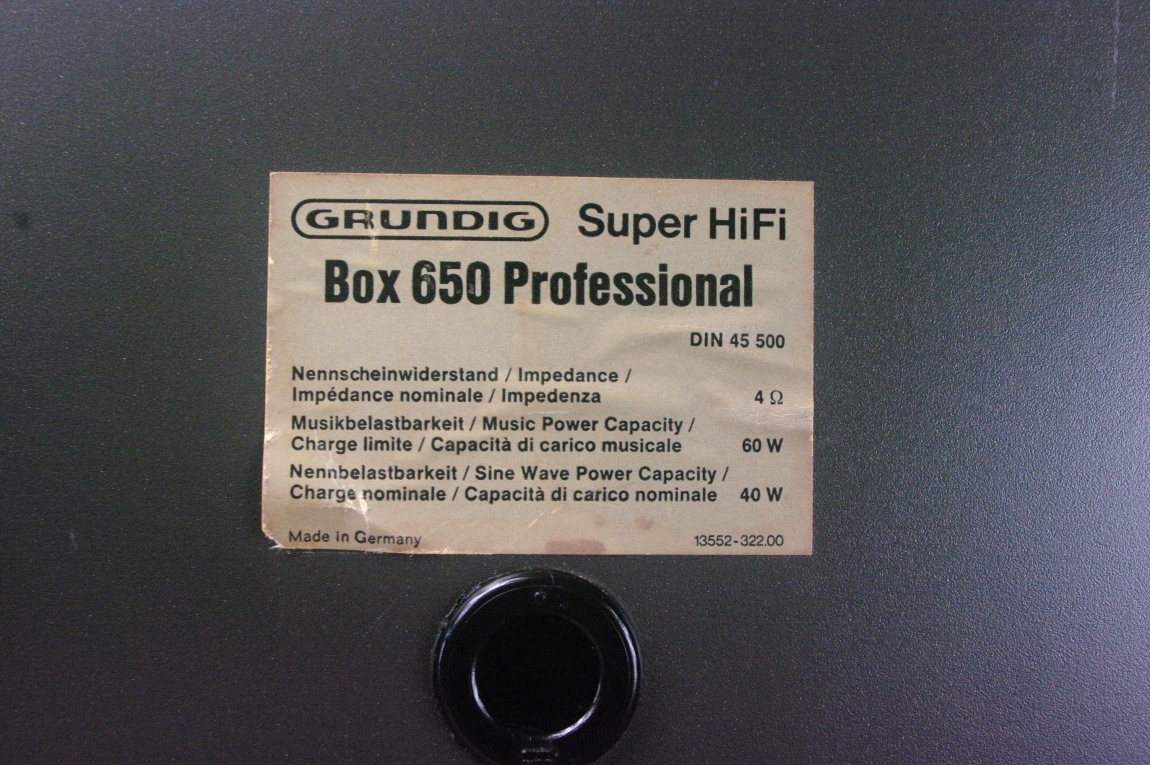 GRUNDIG Super HiFi
Box 650 Professional
DIN 45 500
Nennscheinwiderstand / Impedance /
Impédance nominale / Impedenza 4 Ω
Musikbelastbarkeit / Music Power Capacity /
Charge limite / Capacità di carico musicale 60 W
Nennbelastbarkeit / Sine Wave Power Capacity /
Charge nominale / Capacità di carico nominale 40 W
Made in Germany 13552-322.00